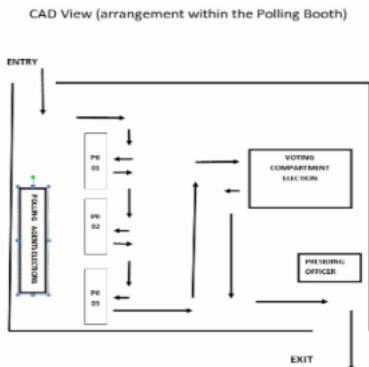 CAD View (arrangement within the Polling Booth)
ENTRY
PO
01
PO
02
PO
03
POLLING AGENTS ELECTIONS
VOTING
COMPARTMENT
ELECTION
PRESIDING
OFFICER
EXIT